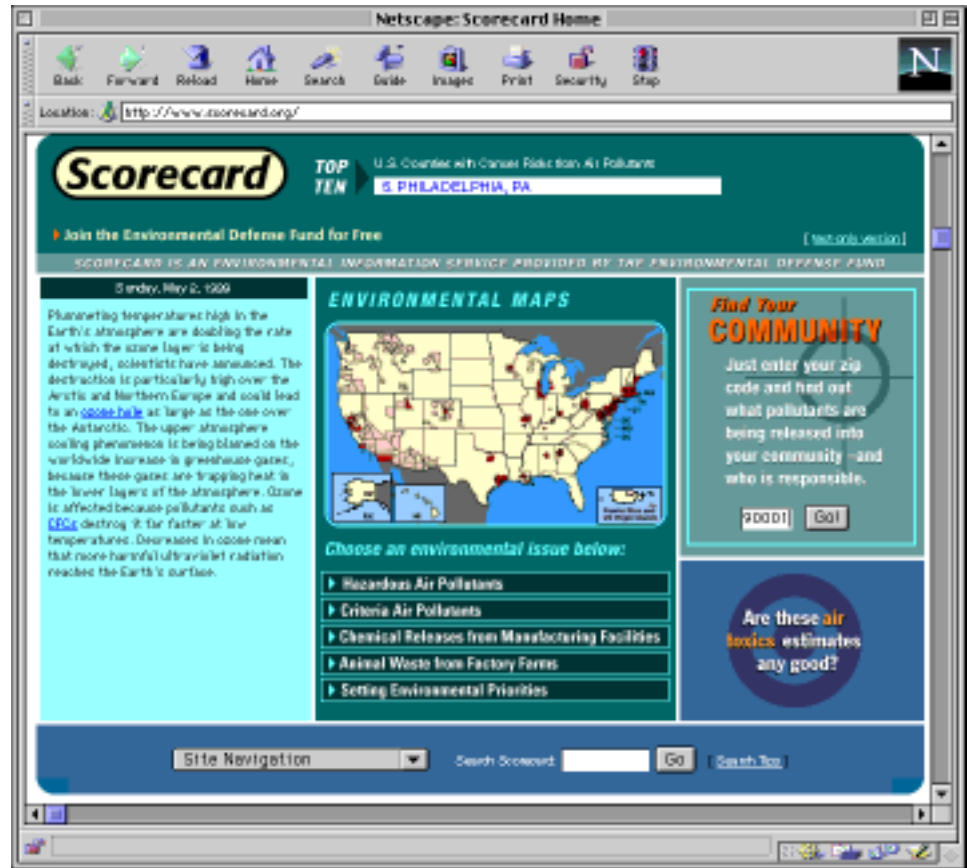 Netscape: Scorecard Home
Back Forward Reload Home Search Guide Images Print Security Stop
N
Location: http://www.scorecard.org/
Scorecard
TOP TEN
U.S. Counties with Cancer Risks from Air Pollutants
5. PHILADELPHIA, PA
Join the Environmental Defense Fund for Free
[ text-only version ]
SCORECARD IS AN ENVIRONMENTAL INFORMATION SERVICE PROVIDED BY THE ENVIRONMENTAL DEFENSE FUND
Sunday, May 2, 1999
Plummeting temperatures high in the
Earth's atmosphere are doubling the rate
at which the ozone layer is being
destroyed, scientists have announced. The
destruction is particularly high over the
Arctic and Northern Europe and could lead
to an ozone hole as large as the one over
the Antarctic. The upper atmosphere
cooling phenomenon is being blamed on the
worldwide increase in greenhouse gases,
because these gases are trapping heat in
the lower layers of the atmosphere. Ozone
is affected because pollutants such as
CFCs destroy it far faster at low
temperatures. Decreases in ozone mean
that more harmful ultraviolet radiation
reaches the Earth's surface.
ENVIRONMENTAL MAPS
Choose an environmental issue below:
Hazardous Air Pollutants
Criteria Air Pollutants
Chemical Releases from Manufacturing Facilities
Animal Waste from Factory Farms
Setting Environmental Priorities
Find Your
COMMUNITY
Just enter your zip
code and find out
what pollutants are
being released into
your community –and
who is responsible.
90001 Go!
Are these air
toxics estimates
any good?
Site Navigation
Search Scorecard: Go [ Search Tips ]